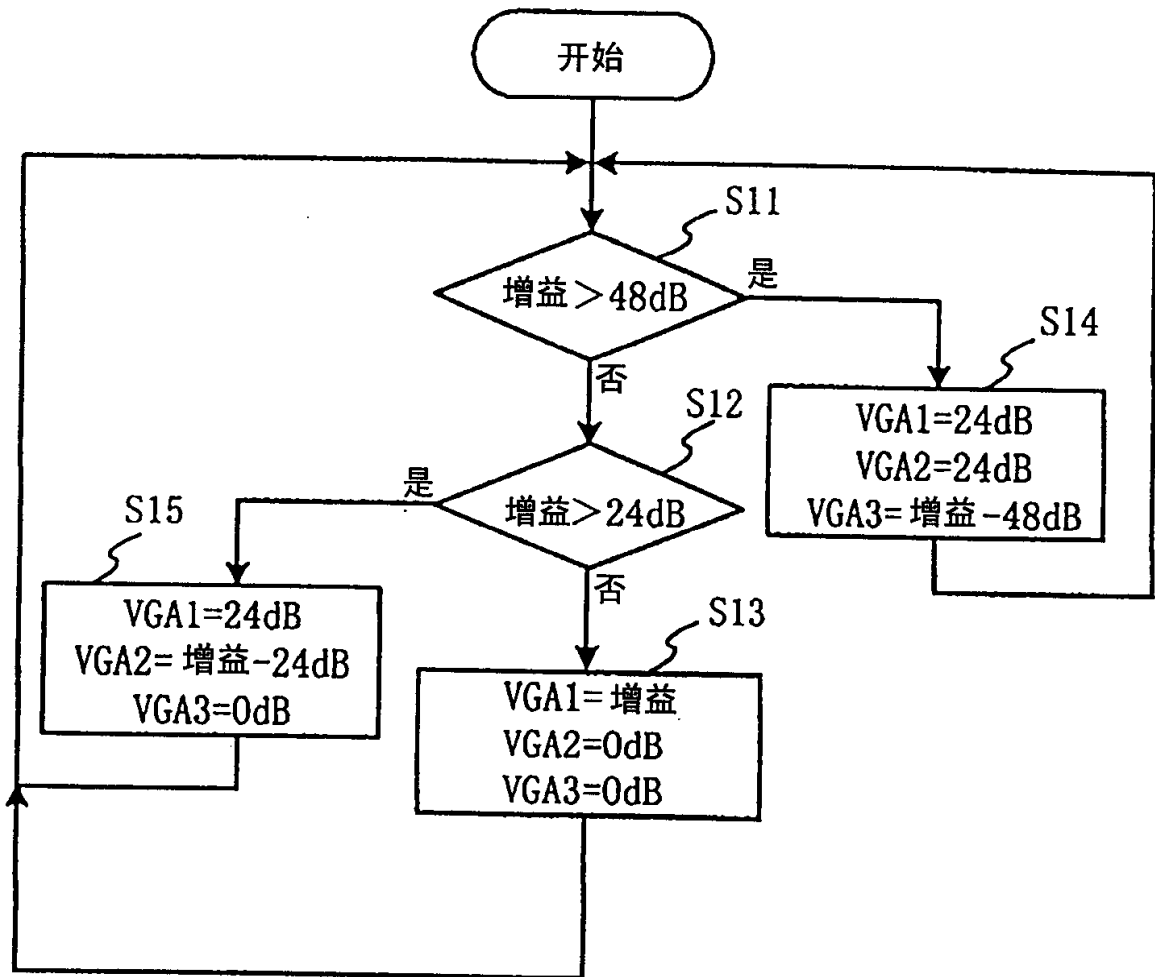 开始
S11
增益＞48dB
是
否
S14
VGA1=24dB
VGA2=24dB
VGA3=增益-48dB
S12
增益＞24dB
是
否
S15
VGA1=24dB
VGA2=增益-24dB
VGA3=0dB
S13
VGA1=增益
VGA2=0dB
VGA3=0dB